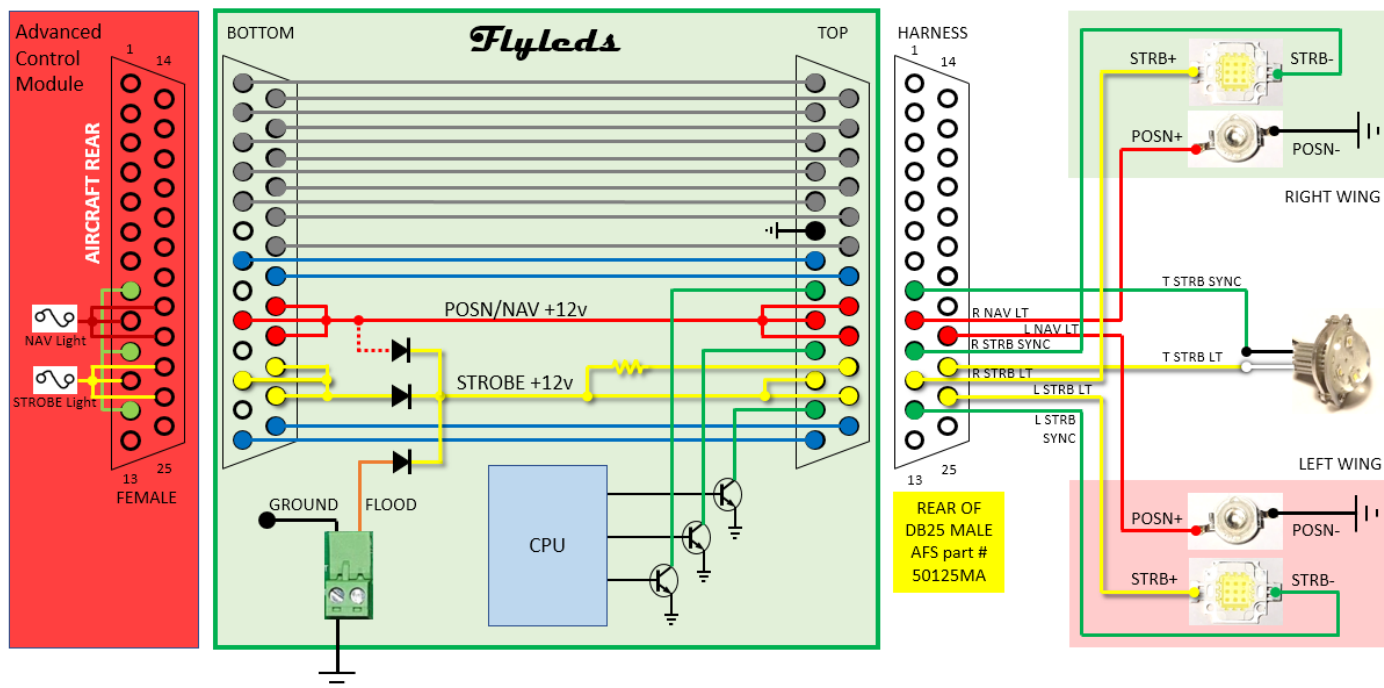 Advanced
Control
Module
1
14
AIRCRAFT REAR
NAV Light
STROBE Light
13
25
FEMALE
BOTTOM
Flyleds
TOP
POSN/NAV +12v
STROBE +12v
GROUND
FLOOD
CPU
HARNESS
1
14
R NAV LT
L NAV LT
R STRB SYNC
T STRB SYNC
T STRB LT
R STRB LT
L STRB LT
L STRB
SYNC
13
25
REAR OF
DB25 MALE
AFS part #
50125MA
STRB+
STRB-
POSN+
POSN-
RIGHT WING
LEFT WING
POSN+
POSN-
STRB+
STRB-